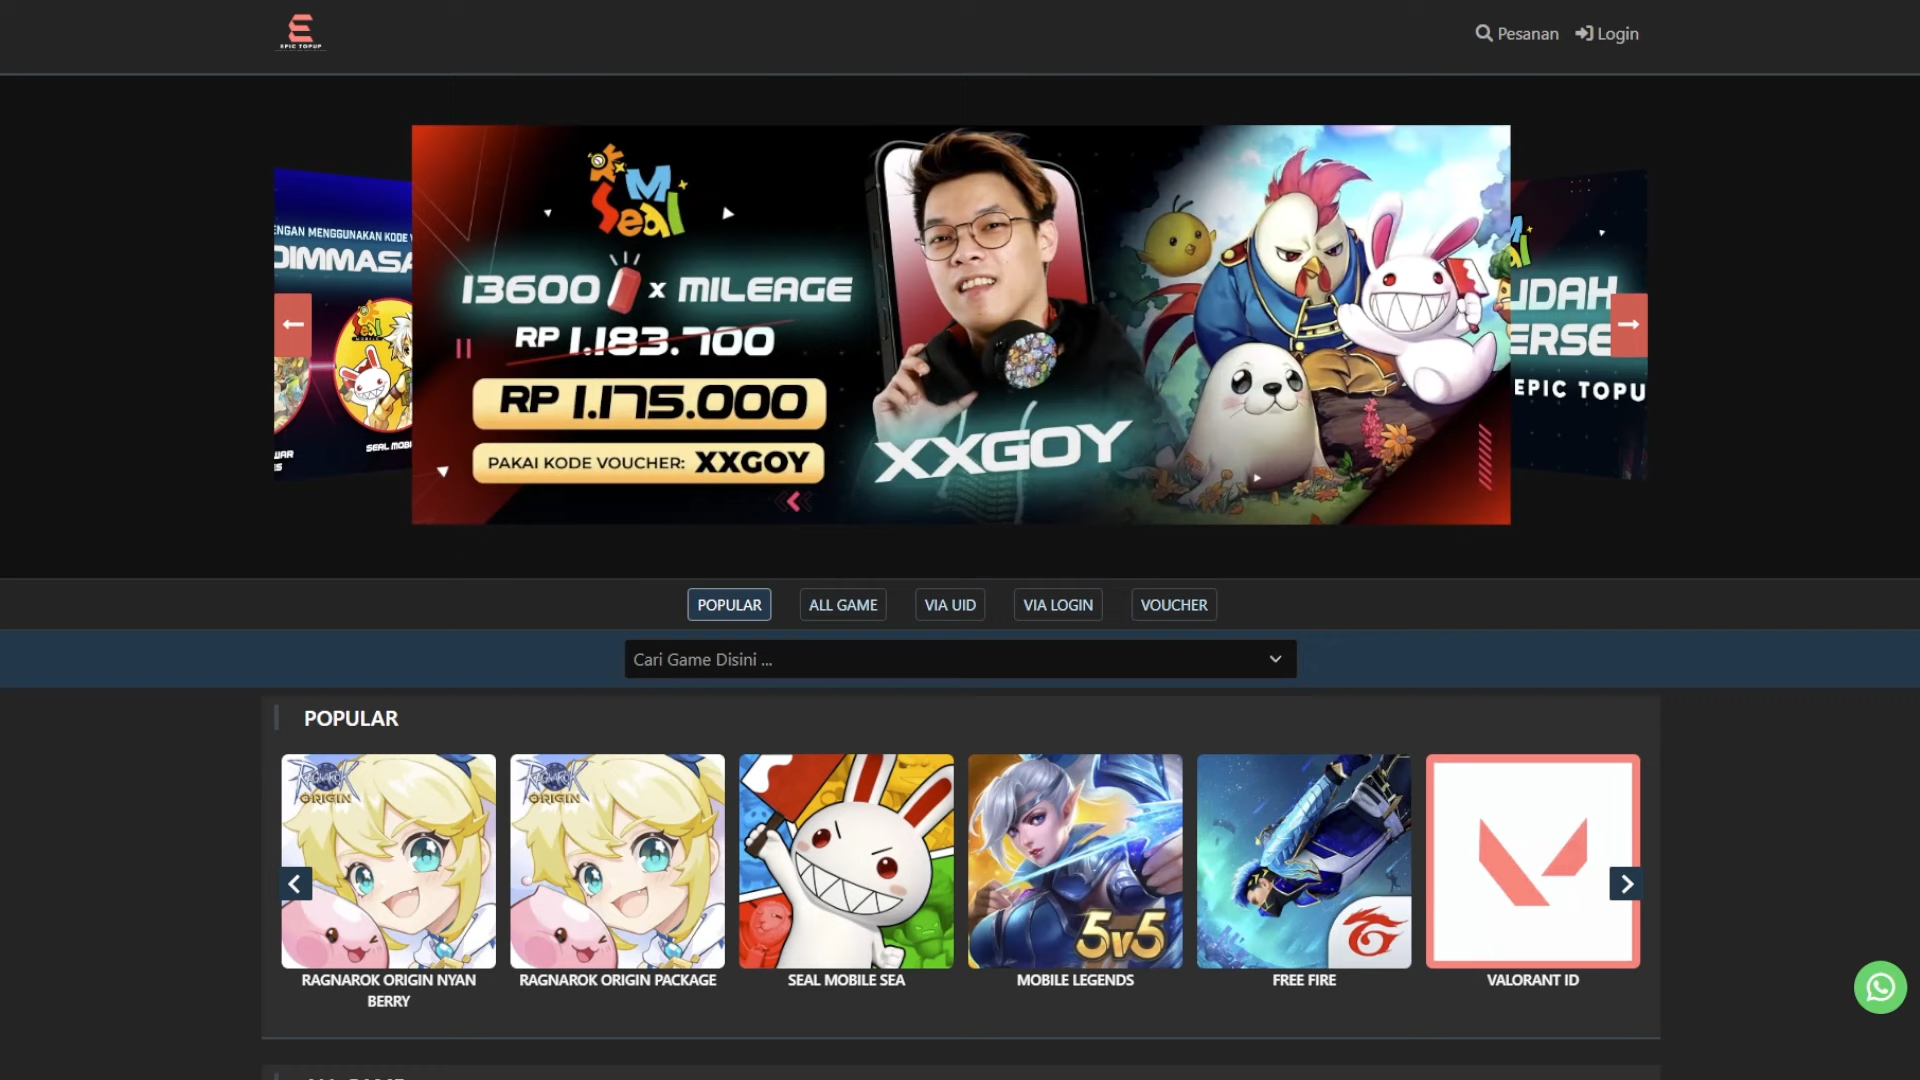 EPIC TOPUP
Pesanan
Login
ENGAN MENGGUNAKAN KODE
DIMMASA
SEAL MOBI
M
Seal
13600 x MILEAGE
RP 1.183.700
RP 1.175.000
PAKAI KODE VOUCHER: XXGOY
XXGOY
UDAH
ERSE
EPIC TOPU
POPULAR
ALL GAME
VIA UID
VIA LOGIN
VOUCHER
Cari Game Disini ...
POPULAR
RAGNAROK
ORIGIN
RAGNAROK
ORIGIN
5v5
RAGNAROK ORIGIN NYAN
BERRY
RAGNAROK ORIGIN PACKAGE
SEAL MOBILE SEA
MOBILE LEGENDS
FREE FIRE
VALORANT ID